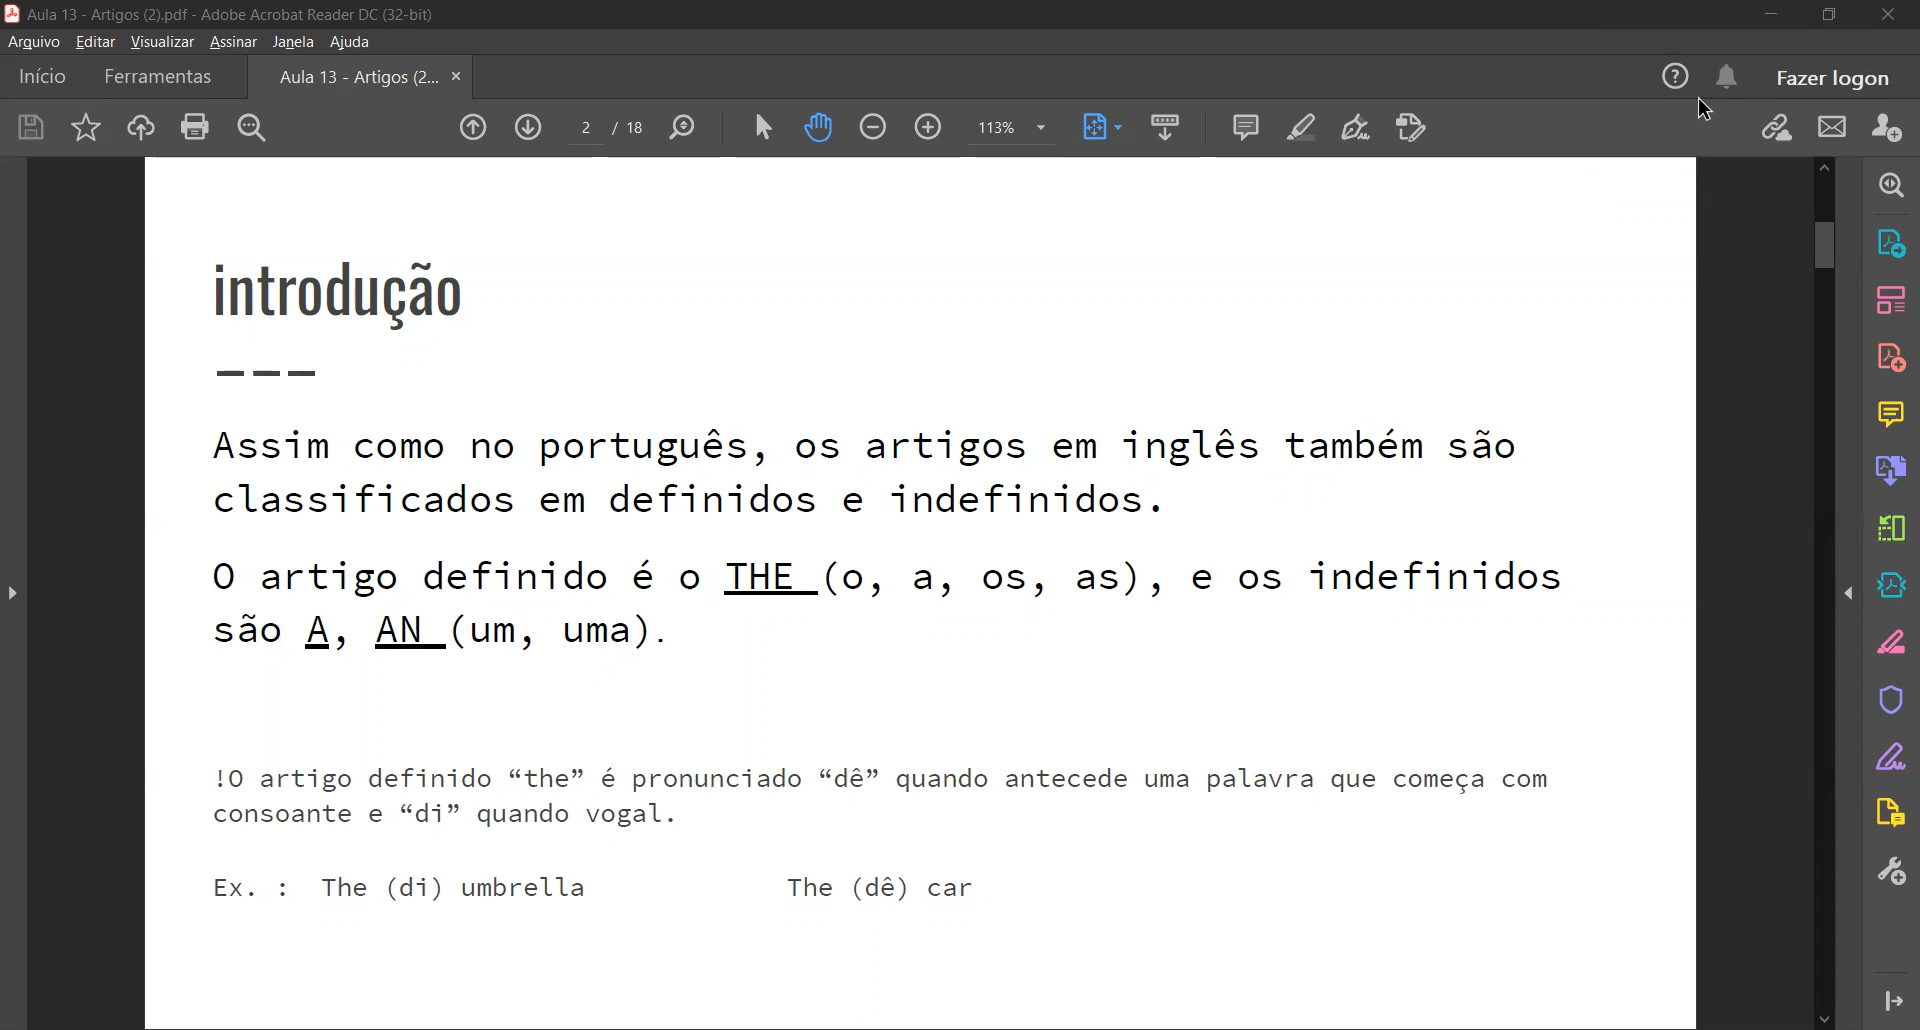 Aula 13 - Artigos (2).pdf - Adobe Acrobat Reader DC (32-bit)
Arquivo Editar Visualizar Assinar Janela Ajuda
Início Ferramentas Aula 13 - Artigos (2... × Fazer logon
2 / 18 113%
introdução
Assim como no português, os artigos em inglês também são
classificados em definidos e indefinidos.
O artigo definido é o THE (o, a, os, as), e os indefinidos
são A, AN (um, uma).
!O artigo definido “the” é pronunciado “dê” quando antecede uma palavra que começa com
consoante e “di” quando vogal.
Ex. : The (di) umbrella The (dê) car